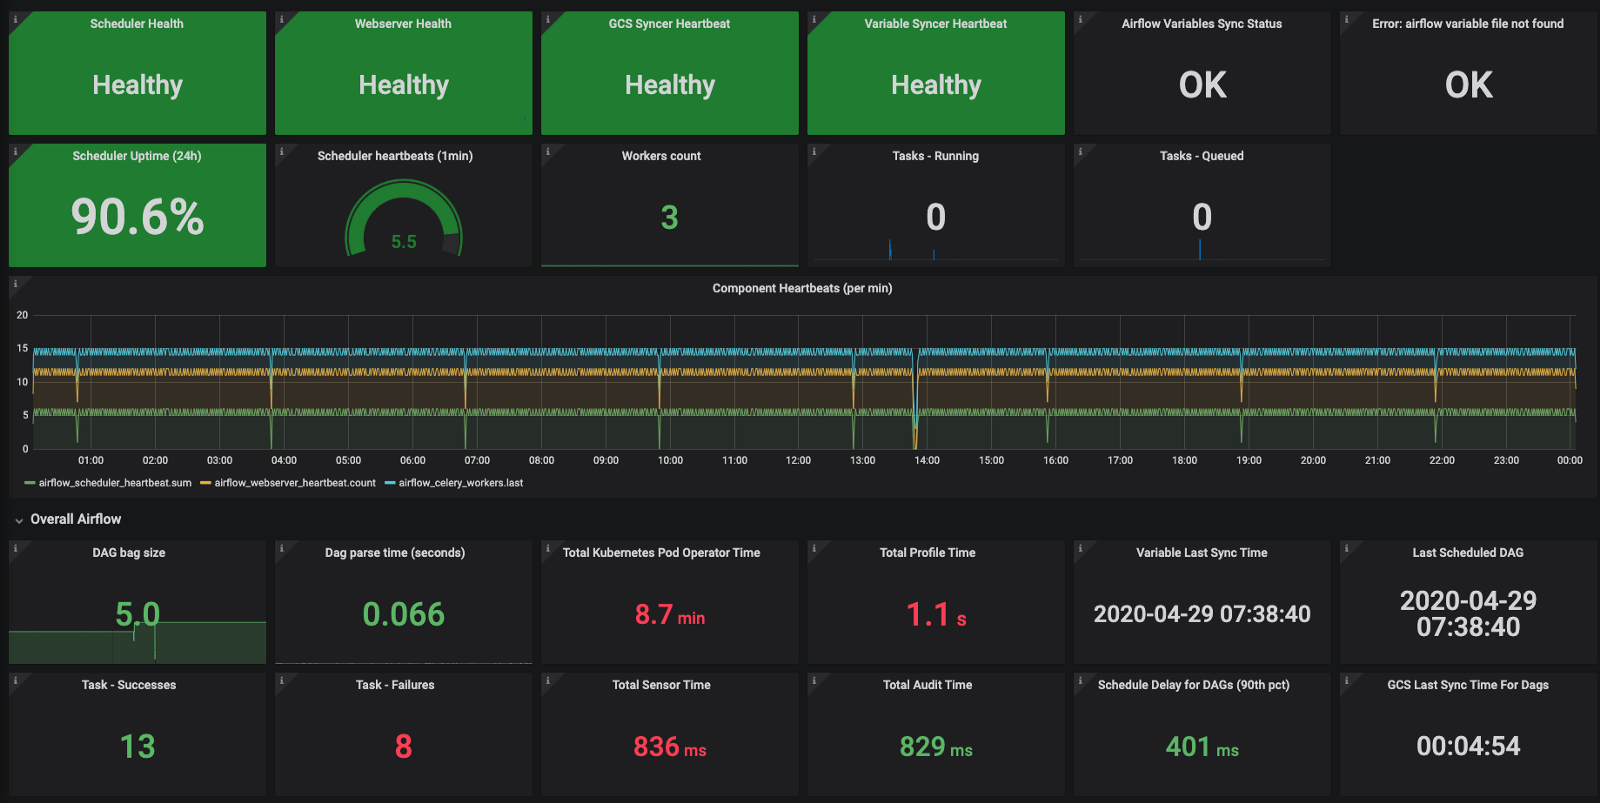 Scheduler Health
Healthy
Webserver Health
Healthy
GCS Syncer Heartbeat
Healthy
Variable Syncer Heartbeat
Healthy
Airflow Variables Sync Status
OK
Error: airflow variable file not found
OK
Scheduler Uptime (24h)
90.6%
Scheduler heartbeats (1min)
5.5
Workers count
3
Tasks - Running
0
Tasks - Queued
0
Component Heartbeats (per min)
20
15
10
5
0
01:00 02:00 03:00 04:00 05:00 06:00 07:00 08:00 09:00 10:00 11:00 12:00 13:00 14:00 15:00 16:00 17:00 18:00 19:00 20:00 21:00 22:00 23:00 00:00
airflow_scheduler_heartbeat.sum airflow_webserver_heartbeat.count airflow_celery_workers.last
Overall Airflow
DAG bag size
5.0
Dag parse time (seconds)
0.066
Total Kubernetes Pod Operator Time
8.7 min
Total Profile Time
1.1 s
Variable Last Sync Time
2020-04-29 07:38:40
Last Scheduled DAG
2020-04-29
07:38:40
Task - Successes
13
Task - Failures
8
Total Sensor Time
836 ms
Total Audit Time
829 ms
Schedule Delay for DAGs (90th pct)
401 ms
GCS Last Sync Time For Dags
00:04:54